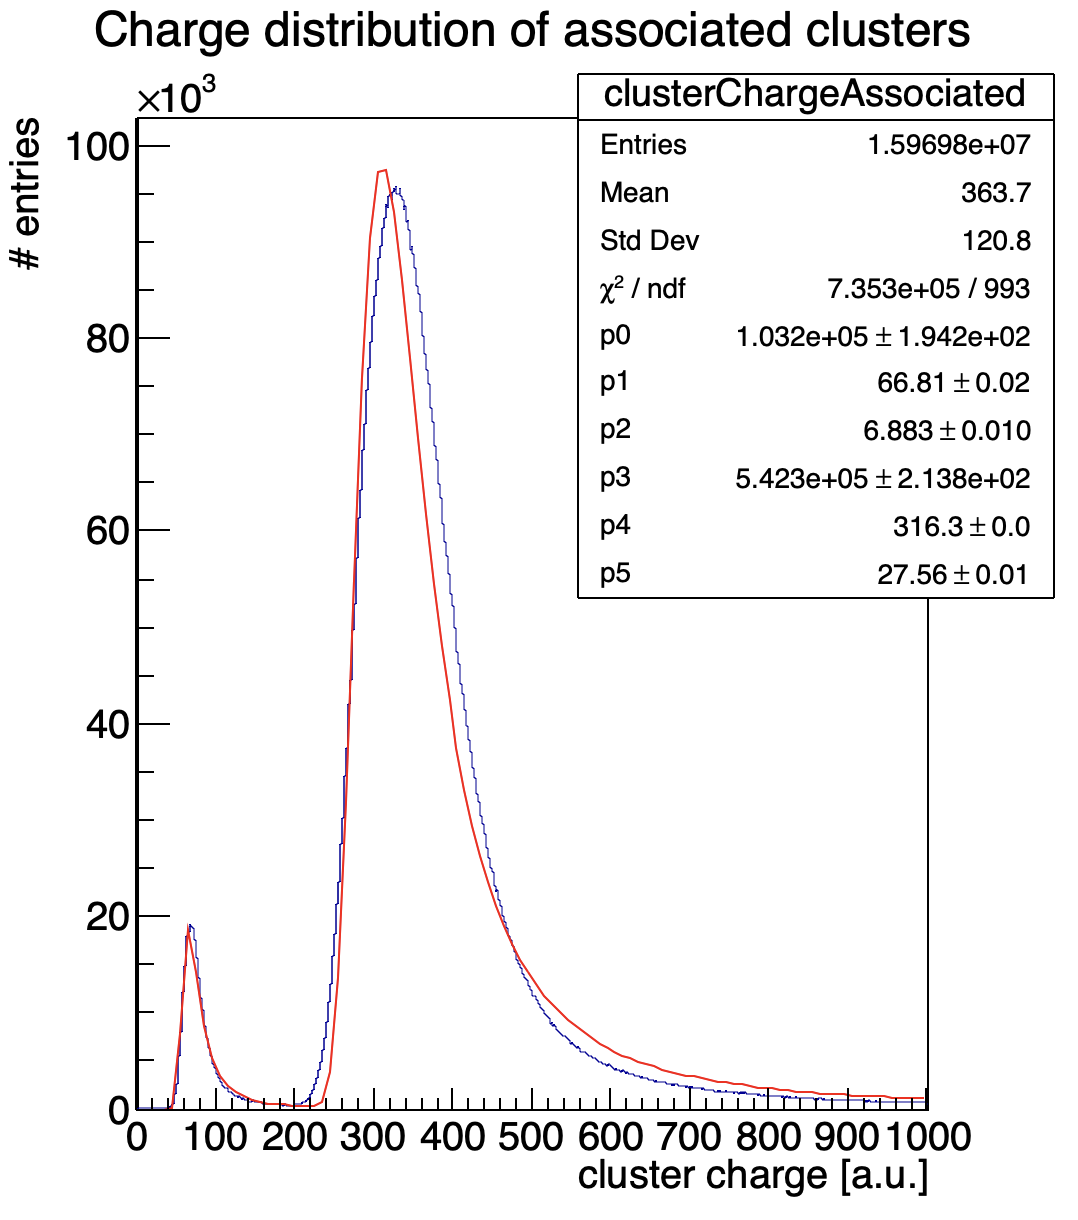 Charge distribution of associated clusters
×10³
# entries
clusterChargeAssociated
Entries 1.59698e+07
Mean 363.7
Std Dev 120.8
χ² / ndf 7.353e+05 / 993
p0 1.032e+05 ± 1.942e+02
p1 66.81 ± 0.02
p2 6.883 ± 0.010
p3 5.423e+05 ± 2.138e+02
p4 316.3 ± 0.0
p5 27.56 ± 0.01
100
80
60
40
20
0
0 100 200 300 400 500 600 700 800 900 1000
cluster charge [a.u.]